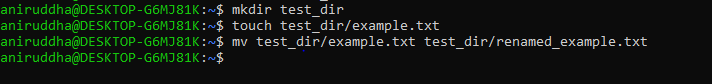 aniruddha@DESKTOP-G6MJ81K:~$ mkdir test_dir
aniruddha@DESKTOP-G6MJ81K:~$ touch test_dir/example.txt
aniruddha@DESKTOP-G6MJ81K:~$ mv test_dir/example.txt test_dir/renamed_example.txt
aniruddha@DESKTOP-G6MJ81K:~$